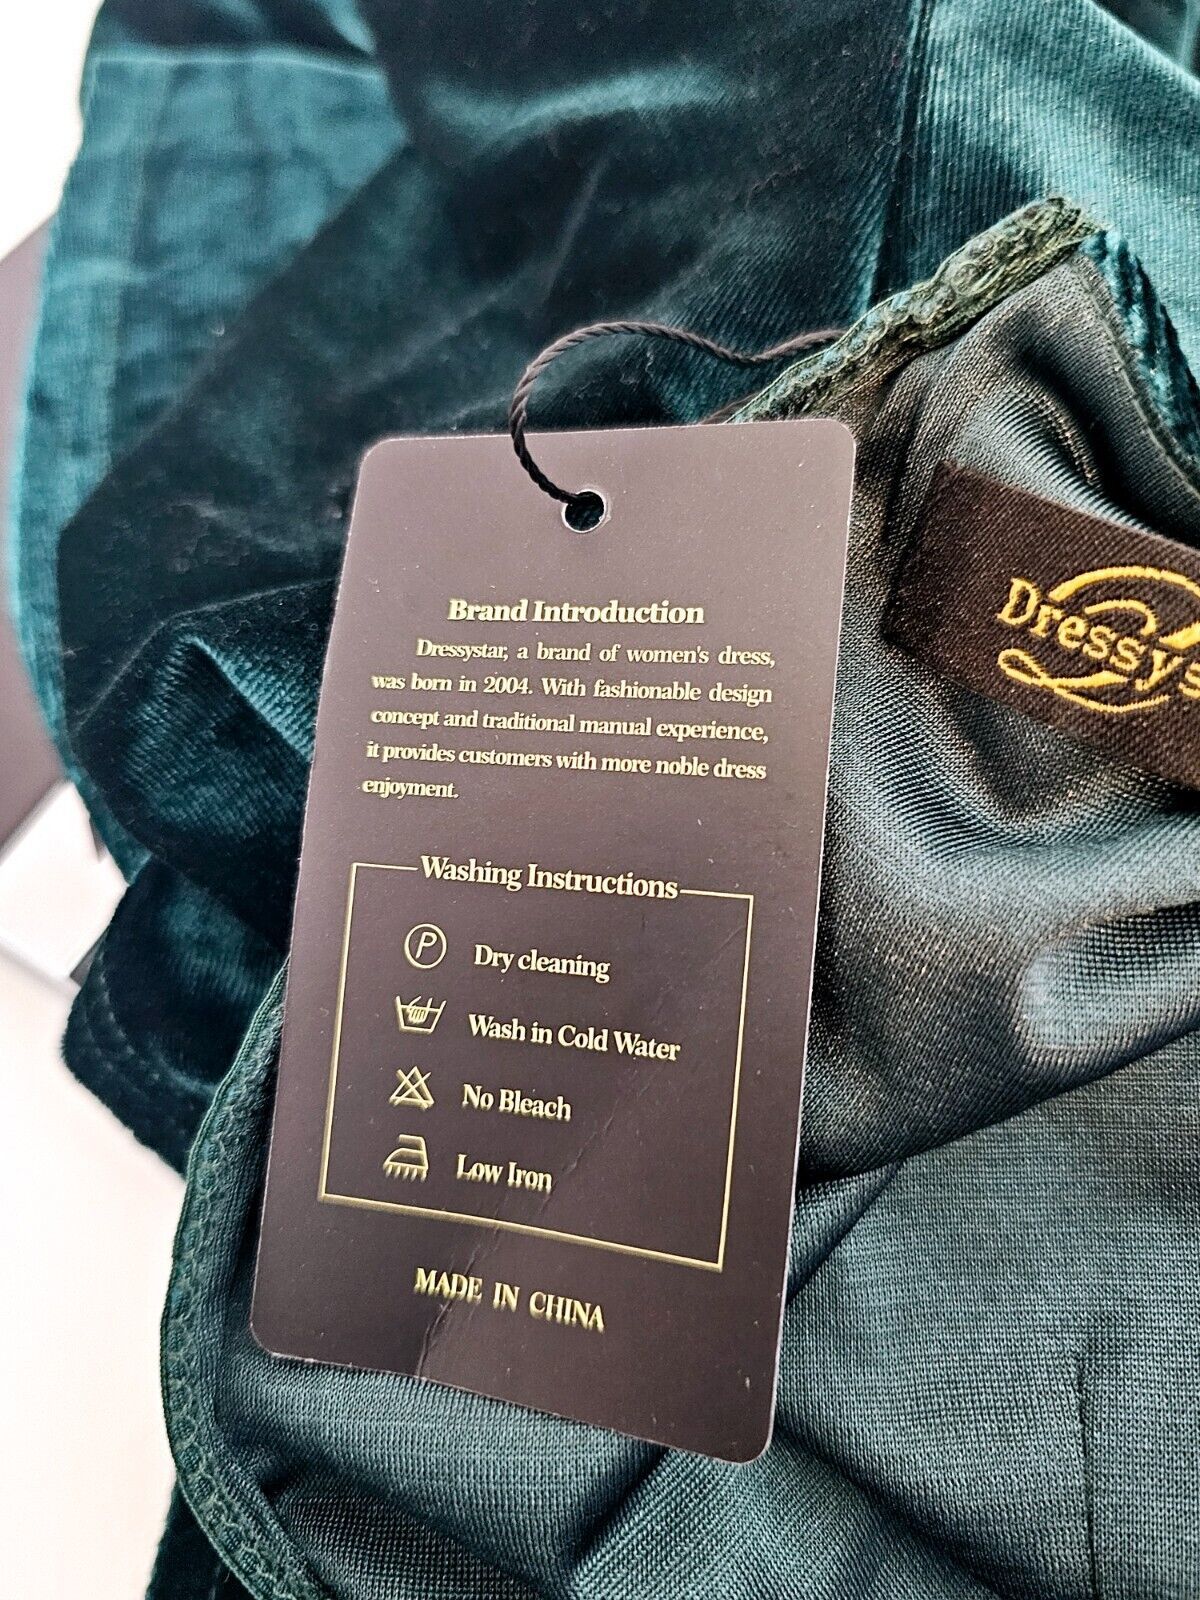 Brand Introduction
Dressystar, a brand of women's dress,
was born in 2004. With fashionable design
concept and traditional manual experience,
it provides customers with more noble dress
enjoyment.
Washing Instructions
P Dry cleaning
Wash in Cold Water
No Bleach
Low Iron
MADE IN CHINA
Dressys